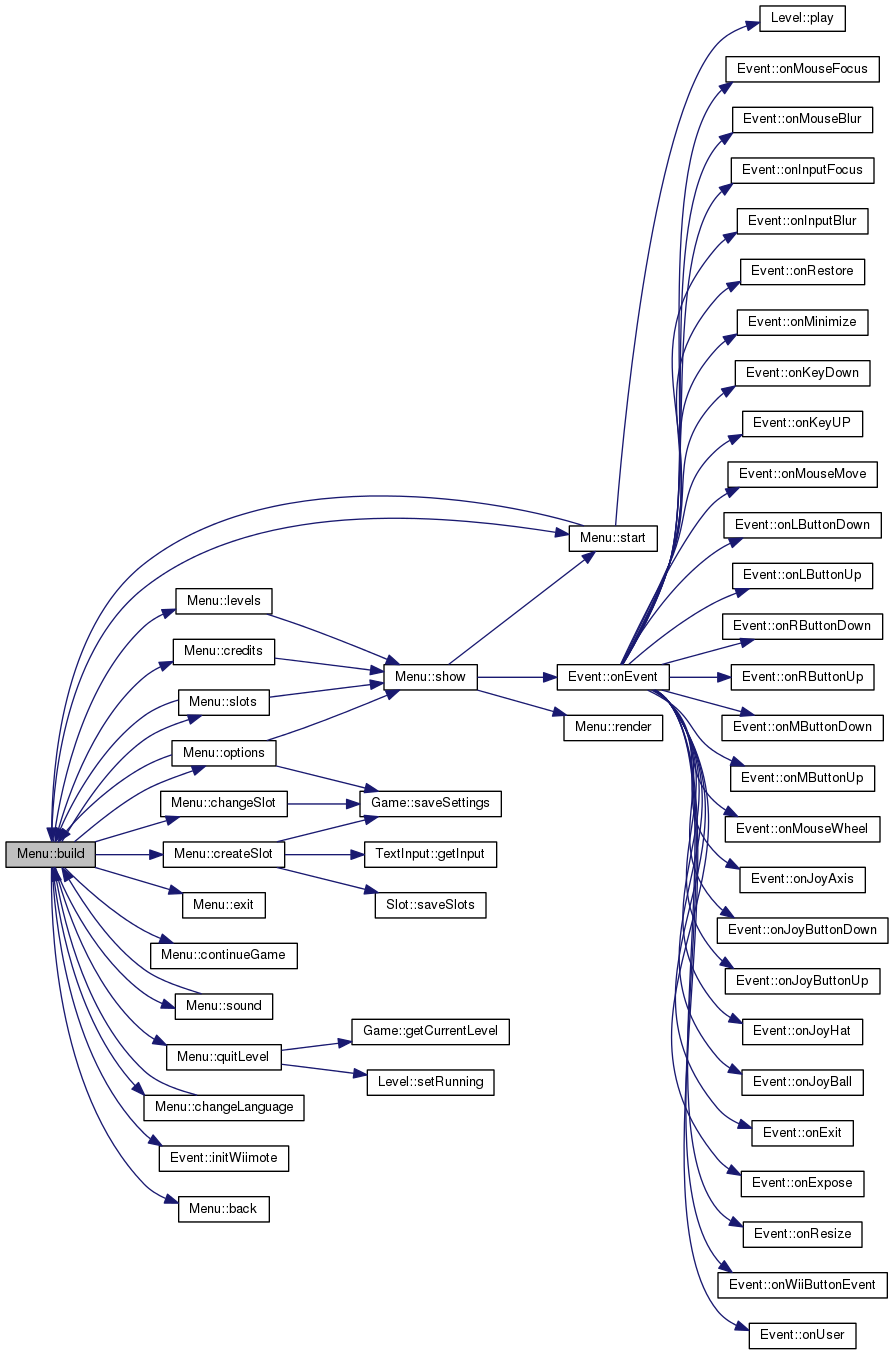 Level::play
Event::onMouseFocus
Event::onMouseBlur
Event::onInputFocus
Event::onInputBlur
Event::onRestore
Event::onMinimize
Event::onKeyDown
Event::onKeyUP
Event::onMouseMove
Event::onLButtonDown
Menu::start
Event::onLButtonUp
Menu::levels
Event::onRButtonDown
Menu::credits
Menu::show
Event::onEvent
Event::onRButtonUp
Menu::slots
Menu::render
Event::onMButtonDown
Menu::options
Event::onMButtonUp
Menu::changeSlot
Game::saveSettings
Event::onMouseWheel
Menu::build
Menu::createSlot
TextInput::getInput
Event::onJoyAxis
Menu::exit
Slot::saveSlots
Event::onJoyButtonDown
Menu::continueGame
Event::onJoyButtonUp
Menu::sound
Game::getCurrentLevel
Event::onJoyHat
Menu::quitLevel
Level::setRunning
Event::onJoyBall
Menu::changeLanguage
Event::onExit
Event::initWiimote
Event::onExpose
Menu::back
Event::onResize
Event::onWiiButtonEvent
Event::onUser